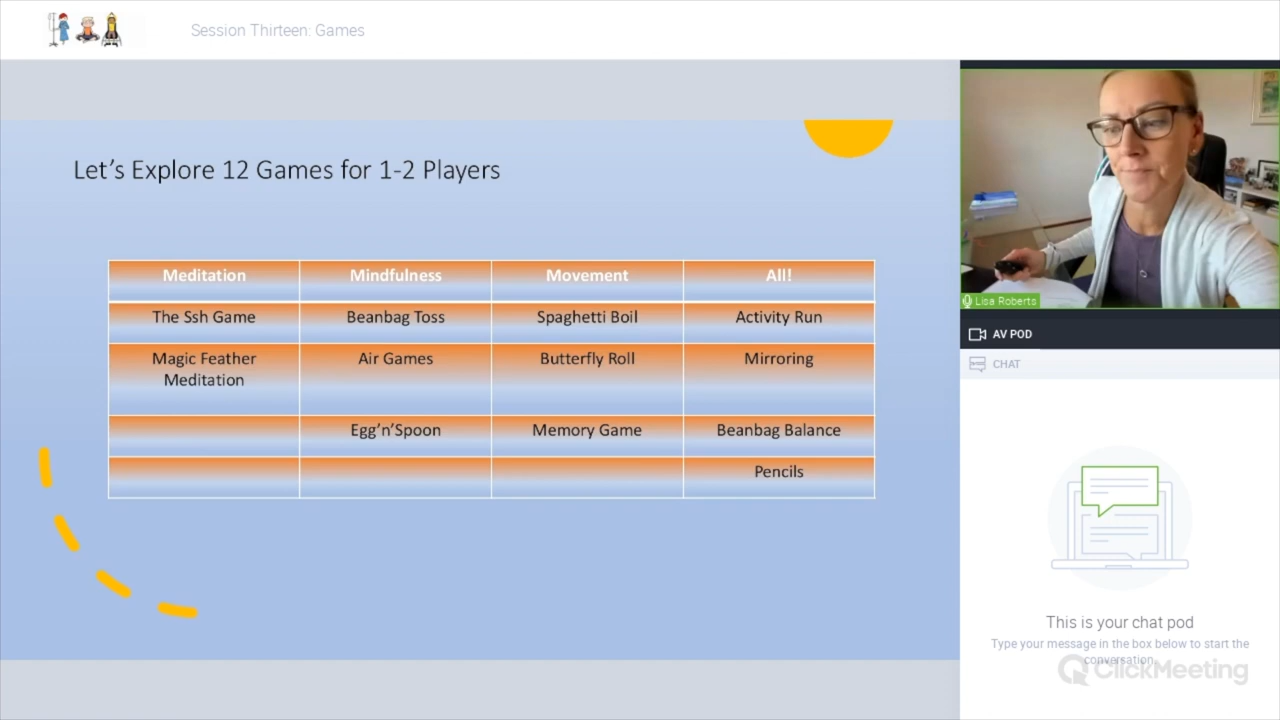 Session Thirteen: Games
Let's Explore 12 Games for 1-2 Players
Meditation Mindfulness Movement All!
The Ssh Game Beanbag Toss Spaghetti Boil Activity Run
Magic Feather Air Games Butterfly Roll Mirroring
Meditation
Egg'n'Spoon Memory Game Beanbag Balance
Pencils
Lisa Roberts
AV POD
CHAT
This is your chat pod
Type your message in the box below to start the
conversation.
ClickMeeting